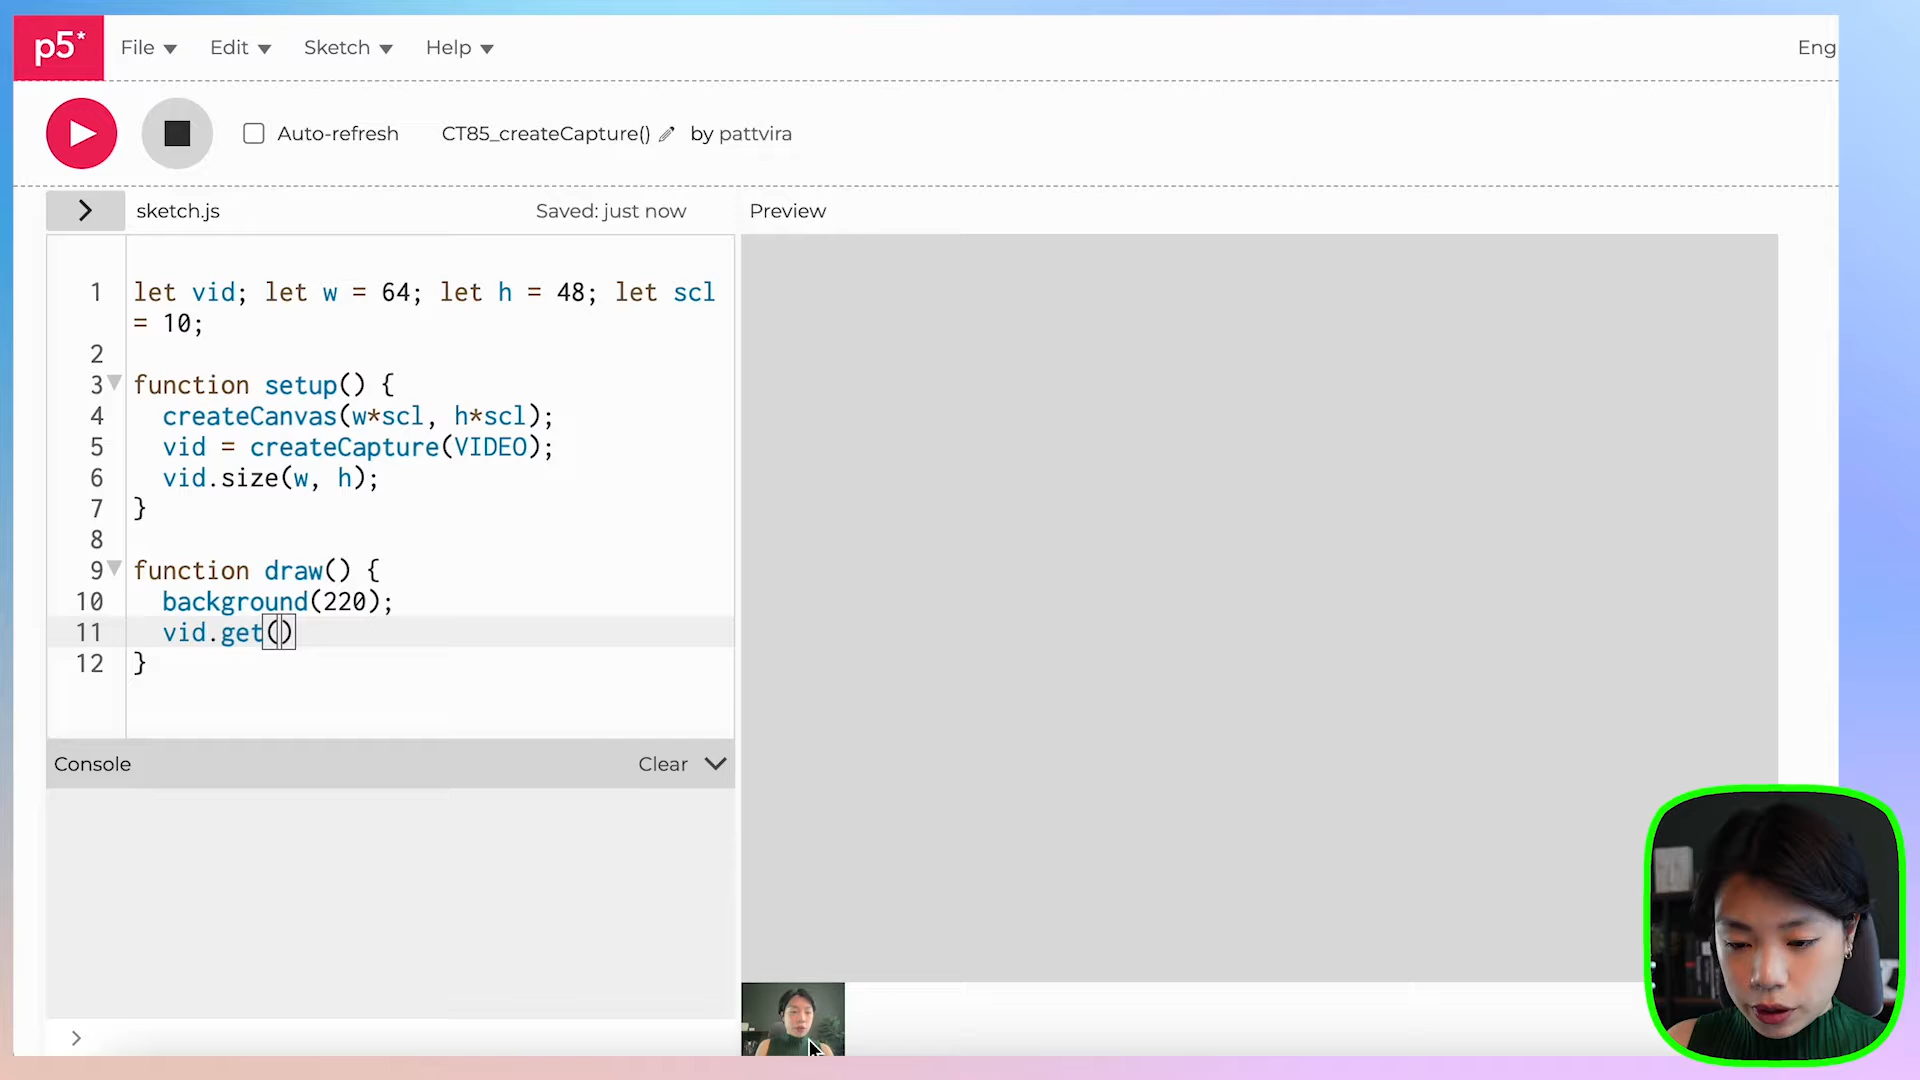 p5*
File
Edit
Sketch
Help
Eng
Auto-refresh
CT85_createCapture()
by pattvira
sketch.js
Saved: just now
Preview
1 let vid; let w = 64; let h = 48; let scl
= 10;
2
3 function setup() {
4 createCanvas(w*scl, h*scl);
5 vid = createCapture(VIDEO);
6 vid.size(w, h);
7 }
8
9 function draw() {
10 background(220);
11 vid.get()
12 }
Console
Clear